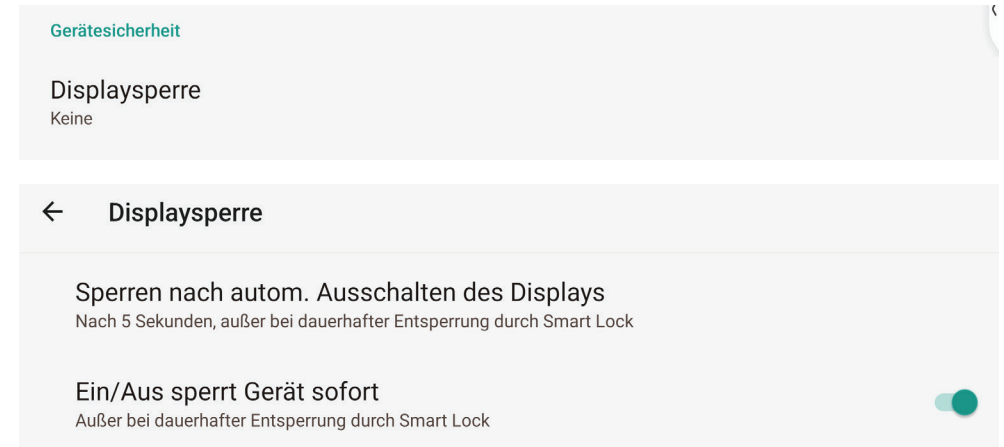 Gerätesicherheit
Displaysperre
Keine
Displaysperre
Sperren nach autom. Ausschalten des Displays
Nach 5 Sekunden, außer bei dauerhafter Entsperrung durch Smart Lock
Ein/Aus sperrt Gerät sofort
Außer bei dauerhafter Entsperrung durch Smart Lock